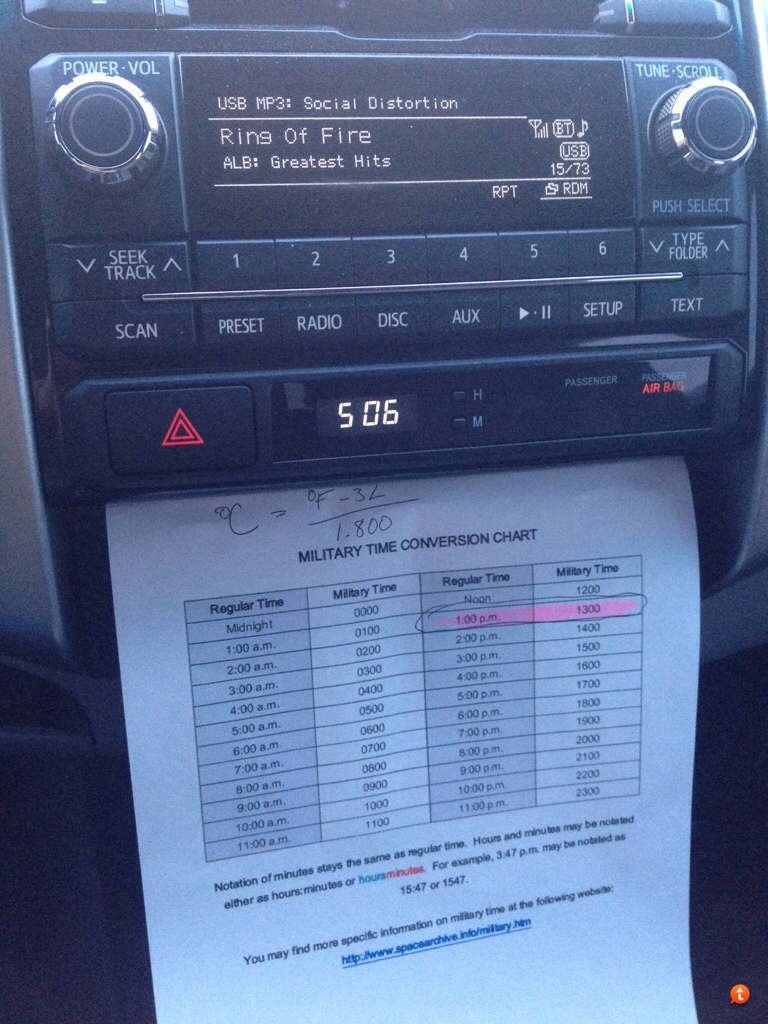 POWER·VOL
TUNE·SCROLL
USB MP3: Social Distortion
Ring Of Fire
BT
USB
ALB: Greatest Hits
15/73
RPT RDM
PUSH SELECT
SEEK TRACK
1 2 3 4 5 6
TYPE FOLDER
SCAN PRESET RADIO DISC AUX SETUP TEXT
5 06
H
M
PASSENGER
PASSENGER
AIR BAG
°C = °F - 32
1.800
MILITARY TIME CONVERSION CHART
Regular Time Military Time Regular Time Military Time
Midnight 0000 Noon 1200
1:00 a.m. 0100 1:00 p.m. 1300
2:00 a.m. 0200 2:00 p.m. 1400
3:00 a.m. 0300 3:00 p.m. 1500
4:00 a.m. 0400 4:00 p.m. 1600
5:00 a.m. 0500 5:00 p.m. 1700
6:00 a.m. 0600 6:00 p.m. 1800
7:00 a.m. 0700 7:00 p.m. 1900
8:00 a.m. 0800 8:00 p.m. 2000
9:00 a.m. 0900 9:00 p.m. 2100
10:00 a.m. 1000 10:00 p.m. 2200
11:00 a.m. 1100 11:00 p.m. 2300
Notation of minutes stays the same as regular time. Hours and minutes may be notated
either as hours:minutes or hoursminutes. For example, 3:47 p.m. may be notated as
15:47 or 1547.
You may find more specific information on military time at the following website:
http://www.spacearchive.info/military.htm
t